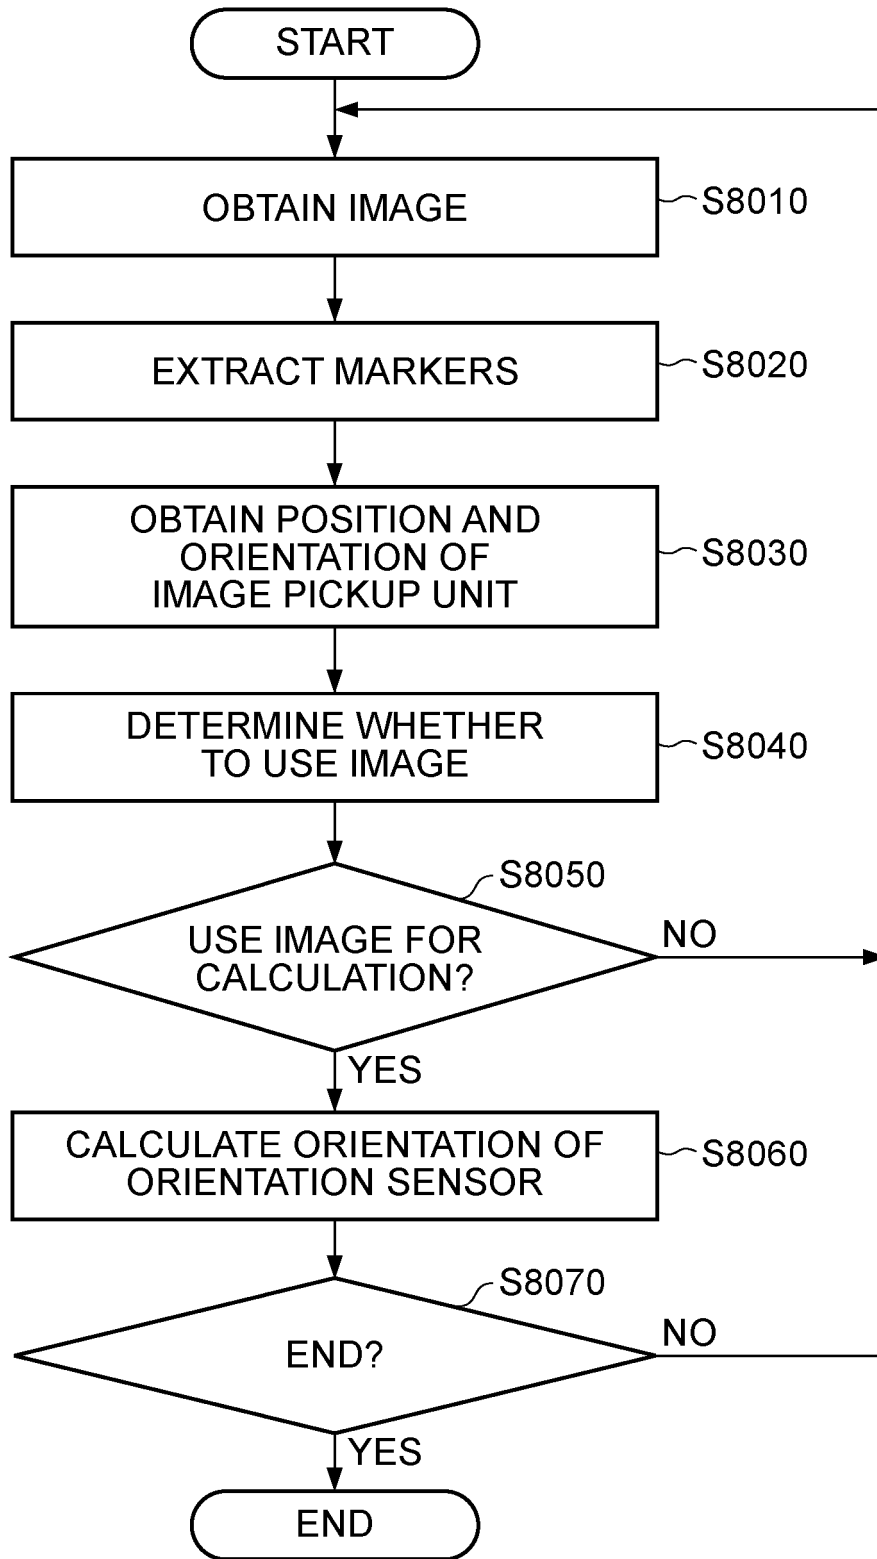 START
OBTAIN IMAGE
S8010
EXTRACT MARKERS
S8020
OBTAIN POSITION AND
ORIENTATION OF
IMAGE PICKUP UNIT
S8030
DETERMINE WHETHER
TO USE IMAGE
S8040
S8050
USE IMAGE FOR
CALCULATION?
NO
YES
CALCULATE ORIENTATION OF
ORIENTATION SENSOR
S8060
S8070
END?
NO
YES
END